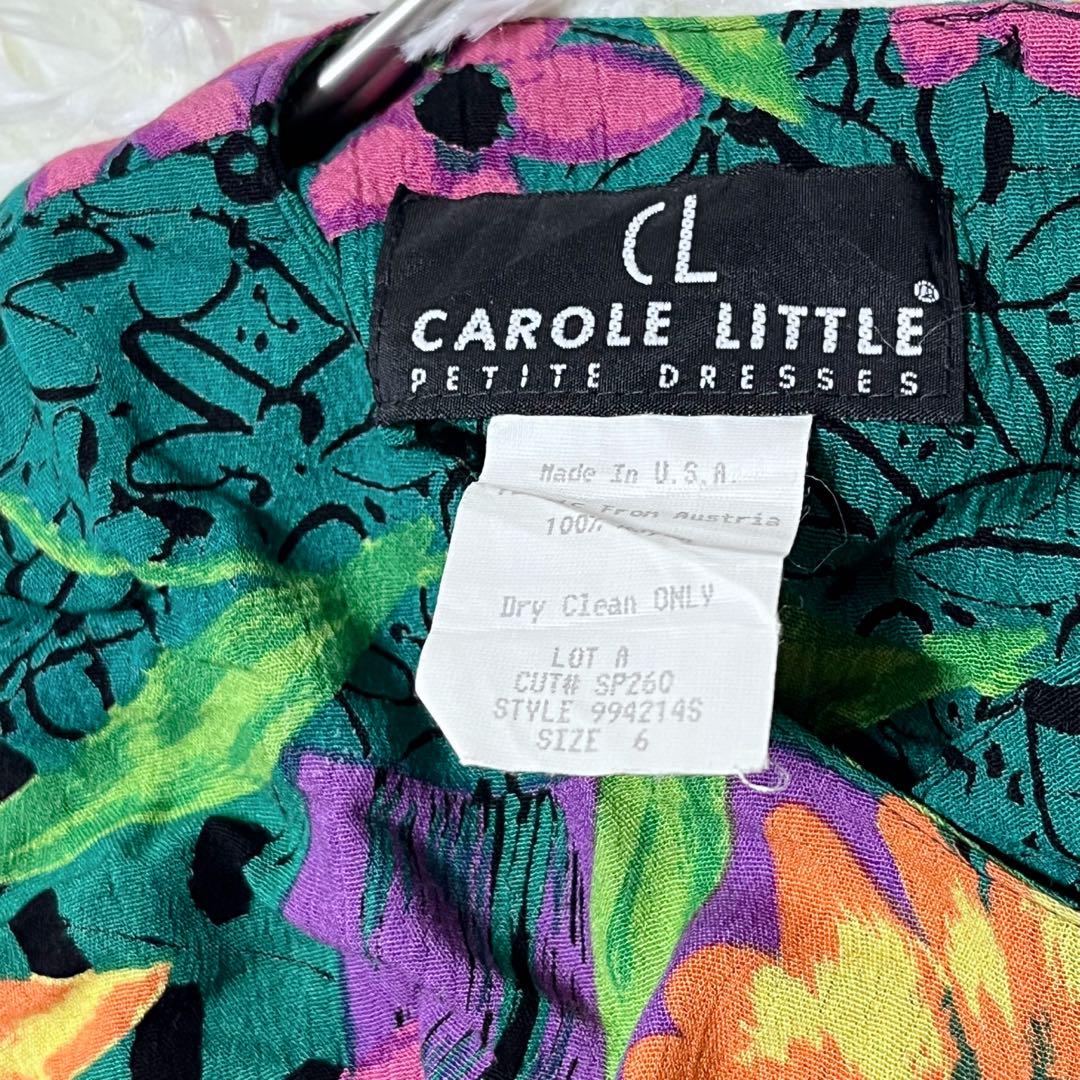 CL
CAROLE LITTLE®
PETITE DRESSES
Made In U.S.A.
From Austria
100%
Dry Clean ONLY
LOT A
CUT# SP260
STYLE 994214S
SIZE 6